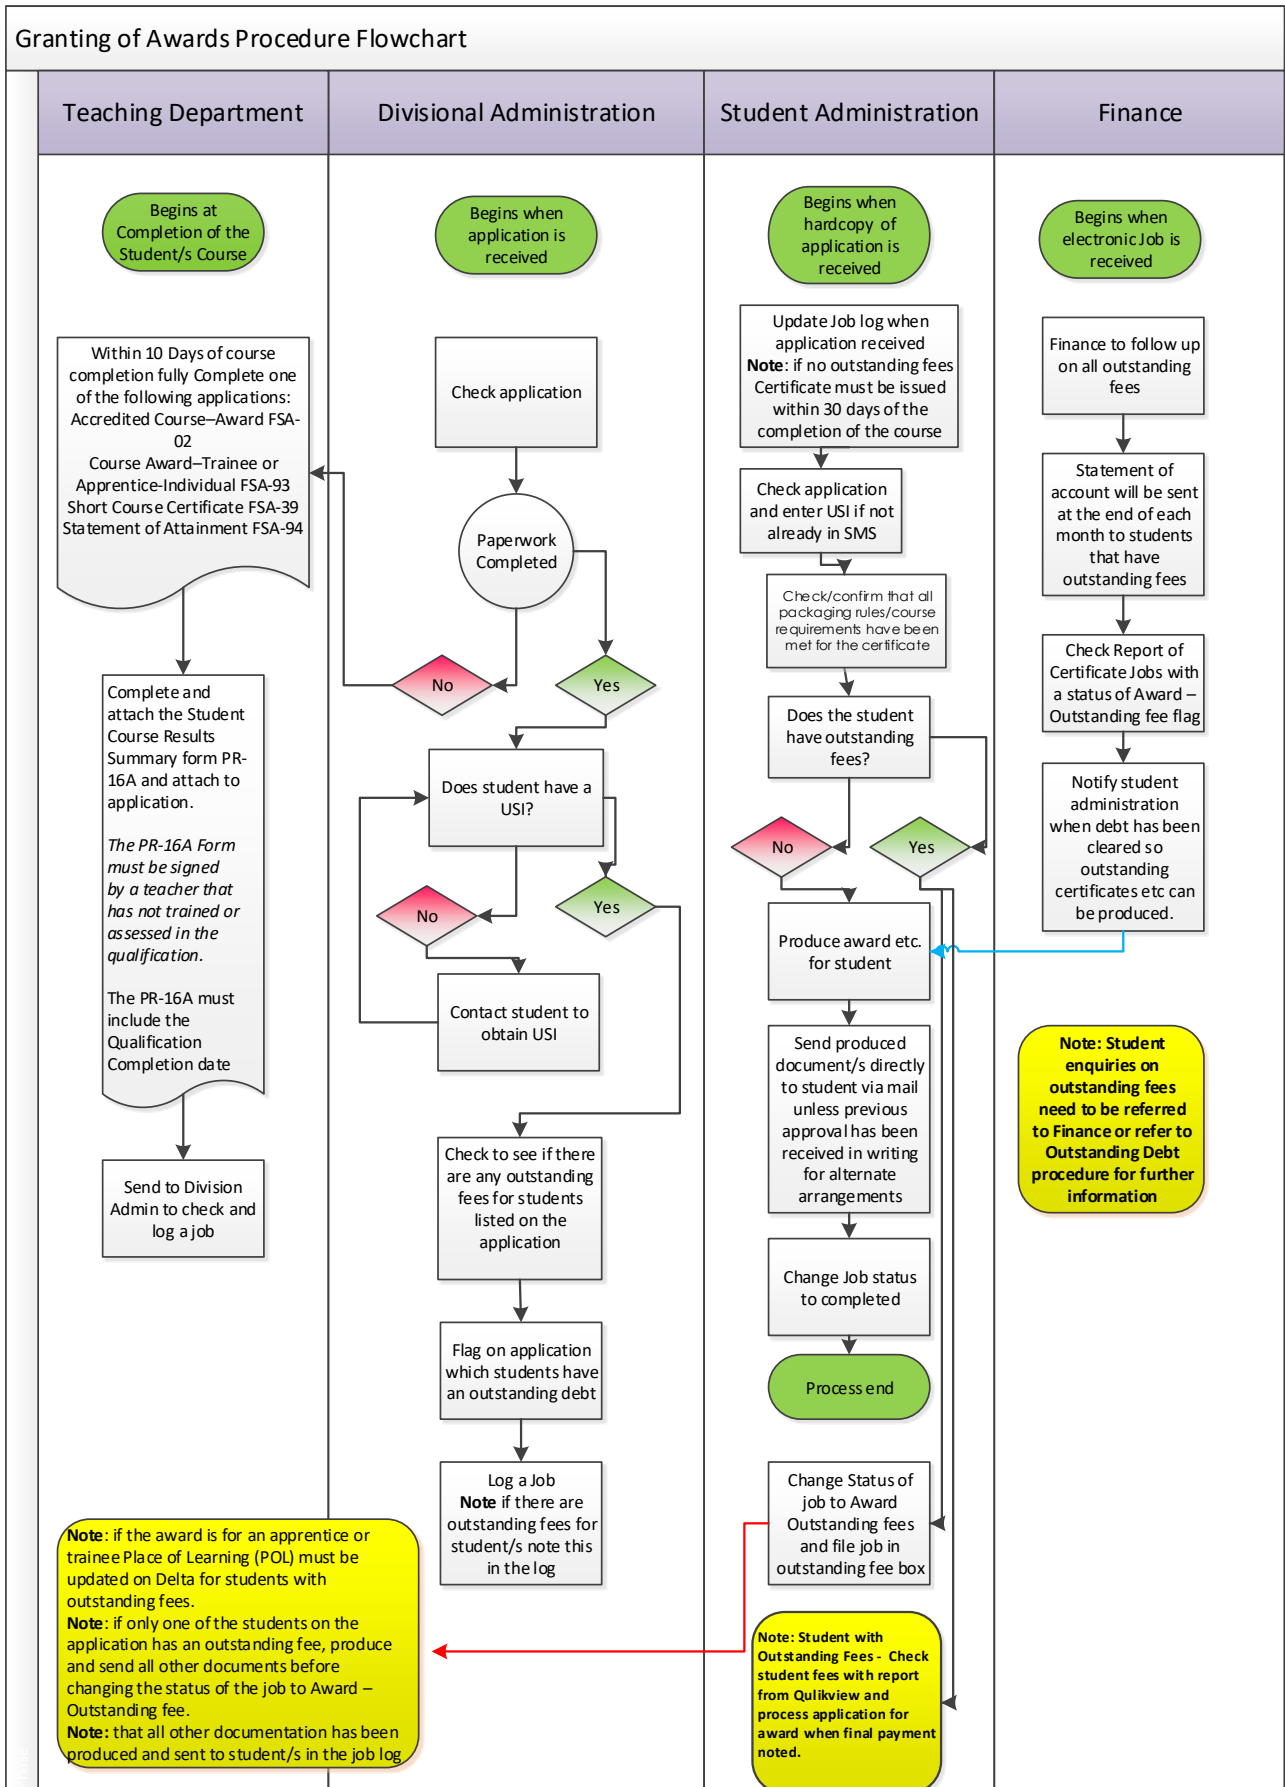 Granting of Awards Procedure Flowchart
Teaching Department
Divisional Administration
Student Administration
Finance
Begins at
Completion of the
Student/s Course
Within 10 Days of course
completion fully Complete one
of the following applications:
Accredited Course–Award FSA-
02
Course Award–Trainee or
Apprentice-Individual FSA-93
Short Course Certificate FSA-39
Statement of Attainment FSA-94
Complete and
attach the Student
Course Results
Summary form PR-
16A and attach to
application.
The PR-16A Form
must be signed
by a teacher that
has not trained or
assessed in the
qualification.
The PR-16A must
include the
Qualification
Completion date
Send to Division
Admin to check and
log a job
Note: if the award is for an apprentice or
trainee Place of Learning (POL) must be
updated on Delta for students with
outstanding fees.
Note: if only one of the students on the
application has an outstanding fee, produce
and send all other documents before
changing the status of the job to Award –
Outstanding fee.
Note: that all other documentation has been
produced and sent to student/s in the job log
Begins when
application is
received
Check application
Paperwork
Completed
No
Yes
Does student have a
USI?
No
Yes
Contact student to
obtain USI
Check to see if there
are any outstanding
fees for students
listed on the
application
Flag on application
which students have
an outstanding debt
Log a Job
Note if there are
outstanding fees for
student/s note this
in the log
Begins when
hardcopy of
application is
received
Update Job log when
application received
Note: if no outstanding fees
Certificate must be issued
within 30 days of the
completion of the course
Check application
and enter USI if not
already in SMS
Check/confirm that all
packaging rules/course
requirements have been
met for the certificate
Does the student
have outstanding
fees?
No
Yes
Produce award etc.
for student
Send produced
document/s directly
to student via mail
unless previous
approval has been
received in writing
for alternate
arrangements
Change Job status
to completed
Process end
Change Status of
job to Award
Outstanding fees
and file job in
outstanding fee box
Note: Student with
Outstanding Fees - Check
student fees with report
from Qulikview and
process application for
award when final payment
noted.
Begins when
electronic Job is
received
Finance to follow up
on all outstanding
fees
Statement of
account will be sent
at the end of each
month to students
that have
outstanding fees
Check Report of
Certificate Jobs with
a status of Award –
Outstanding fee flag
Notify student
administration
when debt has been
cleared so
outstanding
certificates etc can
be produced.
Note: Student
enquiries on
outstanding fees
need to be referred
to Finance or refer to
Outstanding Debt
procedure for further
information